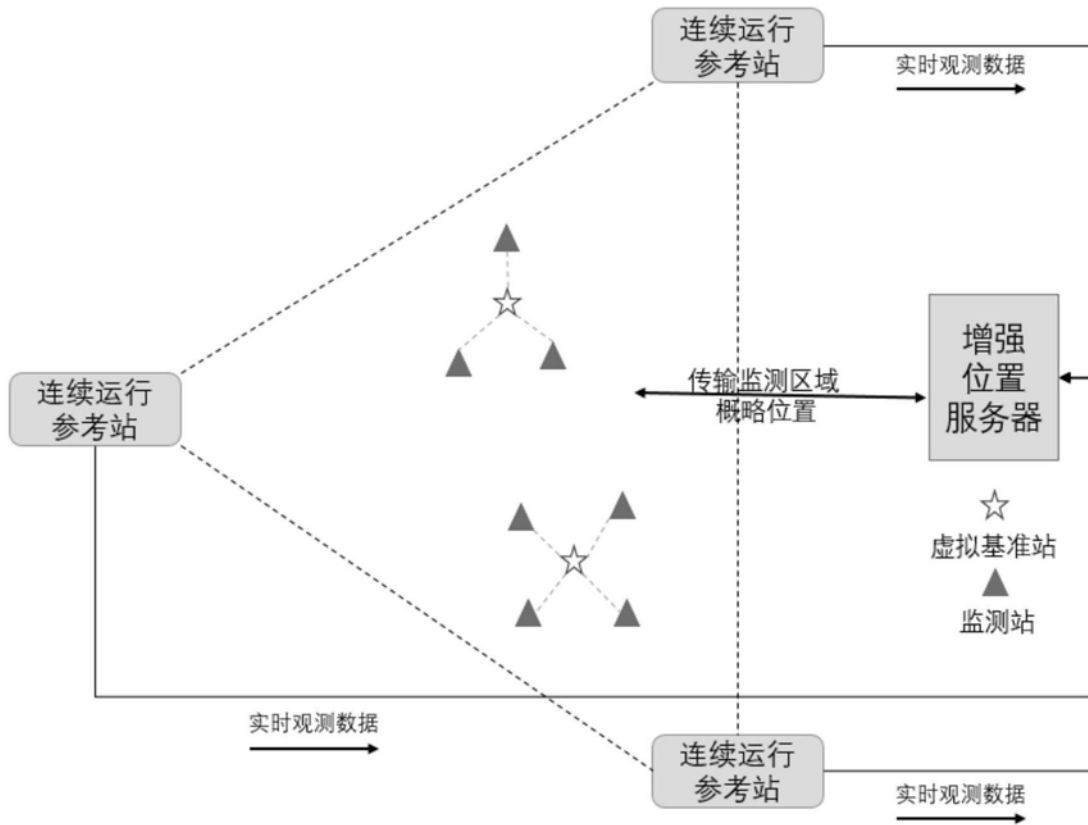 连续运行
参考站
实时观测数据
连续运行
参考站
传输监测区域
概略位置
增强
位置
服务器
虚拟基准站
监测站
实时观测数据
连续运行
参考站
实时观测数据